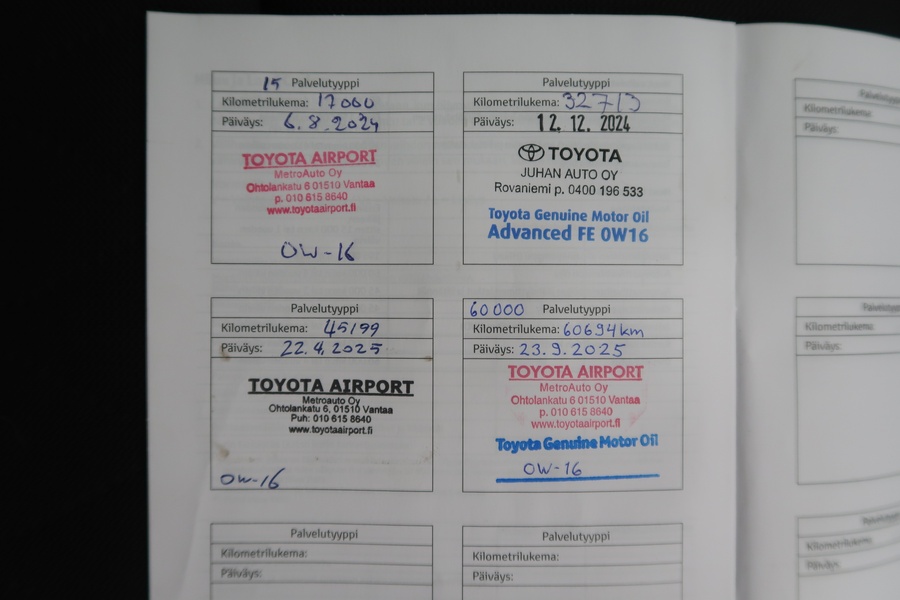 15 Palvelutyyppi
Kilometrilukema: 17000
Päiväys: 6.8.2024
TOYOTA AIRPORT
MetroAuto Oy
Ohtolankatu 6 01510 Vantaa
p. 010 615 8640
www.toyotaairport.fi
OW-16
Palvelutyyppi
Kilometrilukema: 32713
Päiväys: 12. 12. 2024
TOYOTA
JUHAN AUTO OY
Rovaniemi p. 0400 196 533
Toyota Genuine Motor Oil
Advanced FE 0W16
Palvelutyyppi
Kilometrilukema: 45199
Päiväys: 22.4.2025
TOYOTA AIRPORT
Metroauto Oy
Ohtolankatu 6, 01510 Vantaa
Puh: 010 615 8640
www.toyotaairport.fi
OW-16
60000 Palvelutyyppi
Kilometrilukema: 60694km
Päiväys: 23.9.2025
TOYOTA AIRPORT
MetroAuto Oy
Ohtolankatu 6 01510 Vantaa
p. 010 615 8640
www.toyotaairport.fi
Toyota Genuine Motor Oil
OW-16
Palvelutyyppi
Kilometrilukema:
Päiväys:
Palvelutyyppi
Kilometrilukema:
Päiväys:
Kilometrilukema:
Päiväys:
Kilometrilukema:
Päiväys:
Kilometrilukema:
Päiväys: